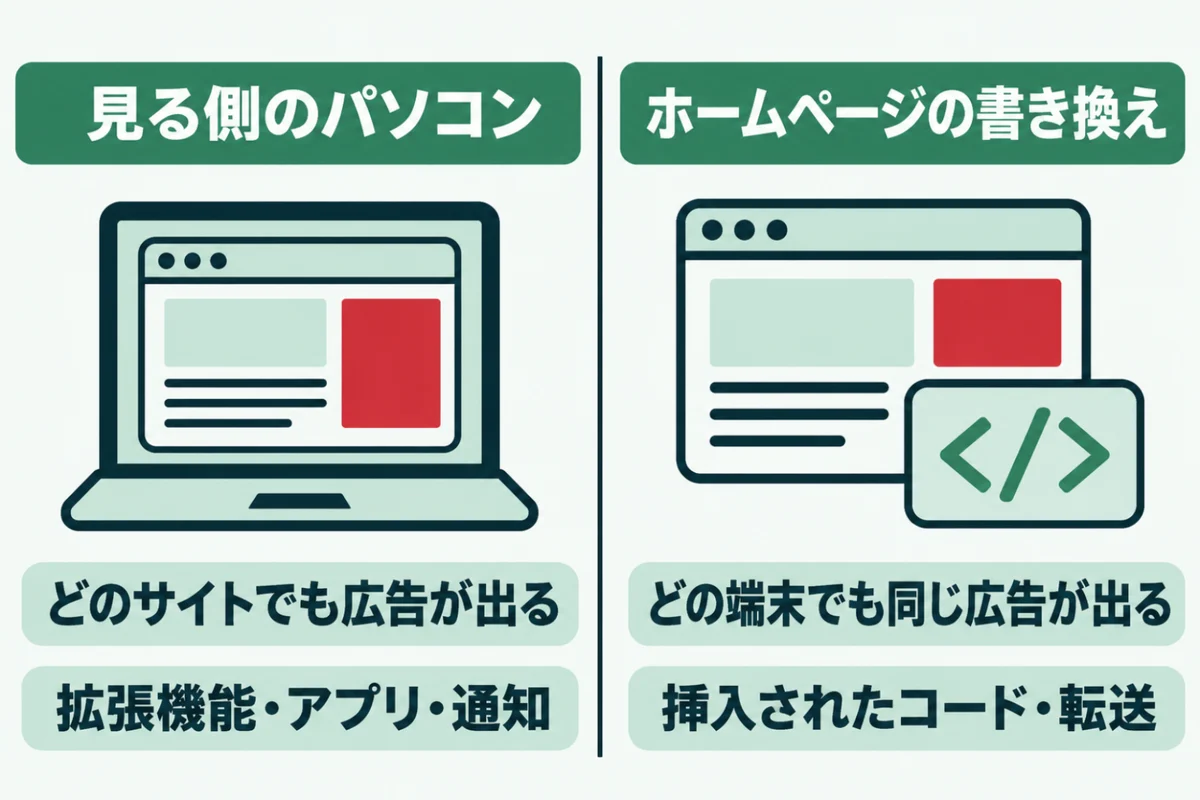 見る側のパソコン
どのサイトでも広告が出る
拡張機能・アプリ・通知
ホームページの書き換え
</>
どの端末でも同じ広告が出る
挿入されたコード・転送